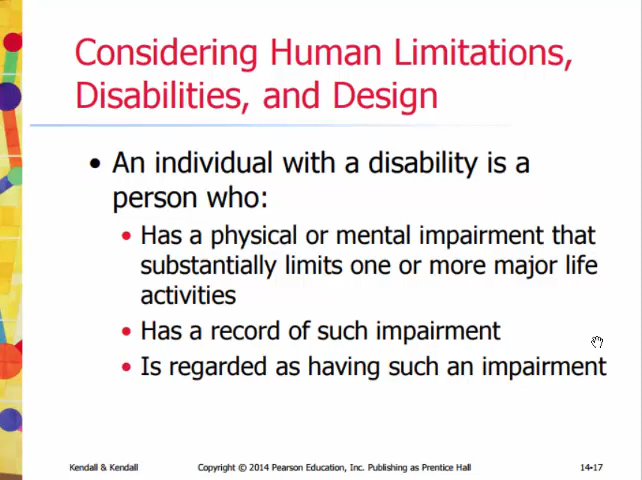 Considering Human Limitations,
Disabilities, and Design
• An individual with a disability is a
person who:
• Has a physical or mental impairment that
substantially limits one or more major life
activities
• Has a record of such impairment
• Is regarded as having such an impairment
Kendall & Kendall Copyright © 2014 Pearson Education, Inc. Publishing as Prentice Hall 14-17